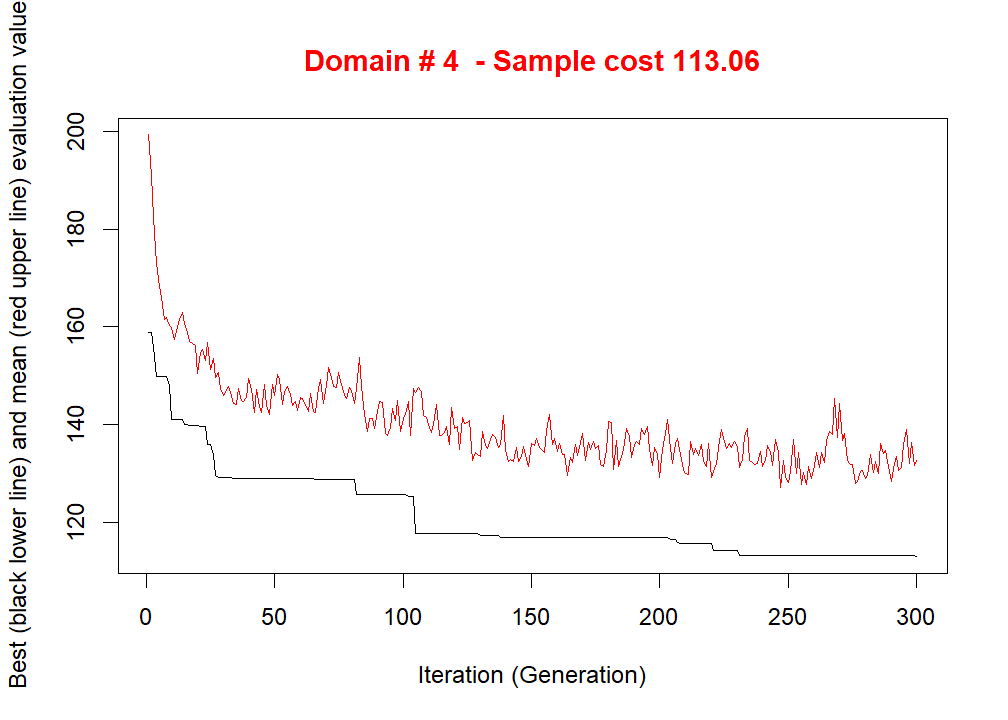 Domain # 4  - Sample cost 113.06
Best (black lower line) and mean (red upper line) evaluation value
200
180
160
140
120
0 50 100 150 200 250 300
Iteration (Generation)